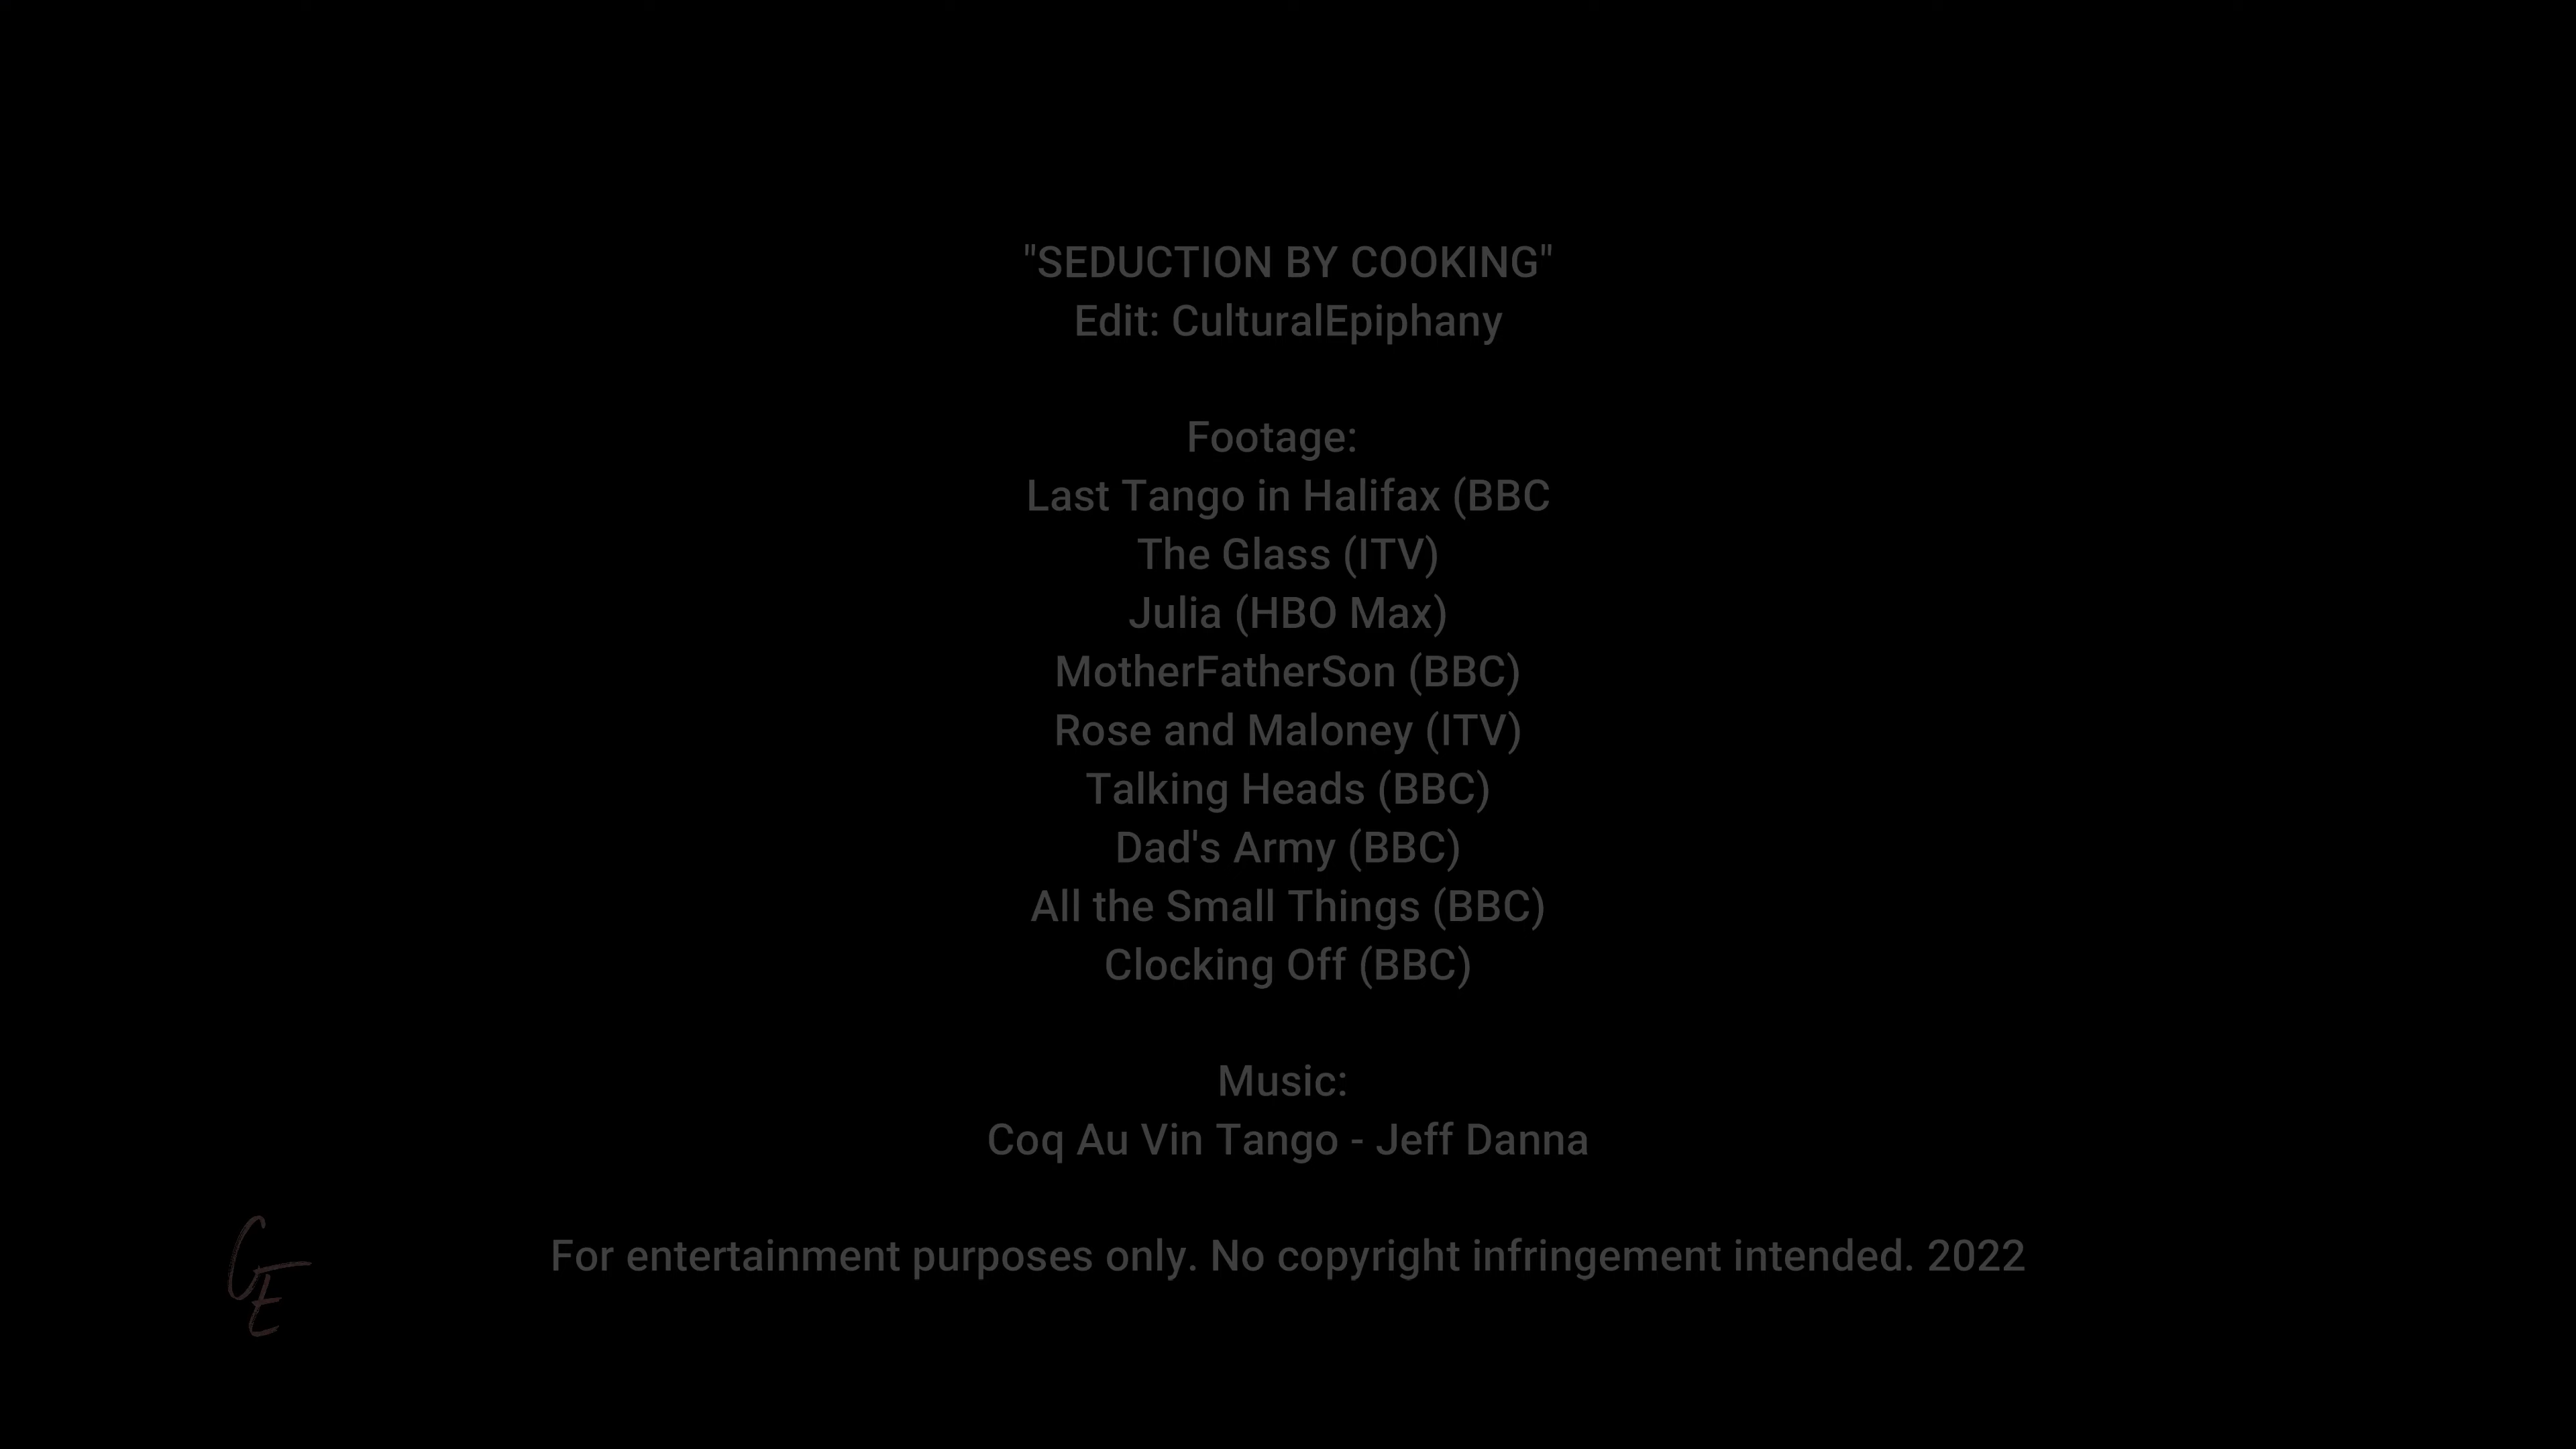 "SEDUCTION BY COOKING"
Edit: CulturalEpiphany
Footage:
Last Tango in Halifax (BBC
The Glass (ITV)
Julia (HBO Max)
MotherFatherSon (BBC)
Rose and Maloney (ITV)
Talking Heads (BBC)
Dad's Army (BBC)
All the Small Things (BBC)
Clocking Off (BBC)
Music:
Coq Au Vin Tango - Jeff Danna
For entertainment purposes only. No copyright infringement intended. 2022
CE